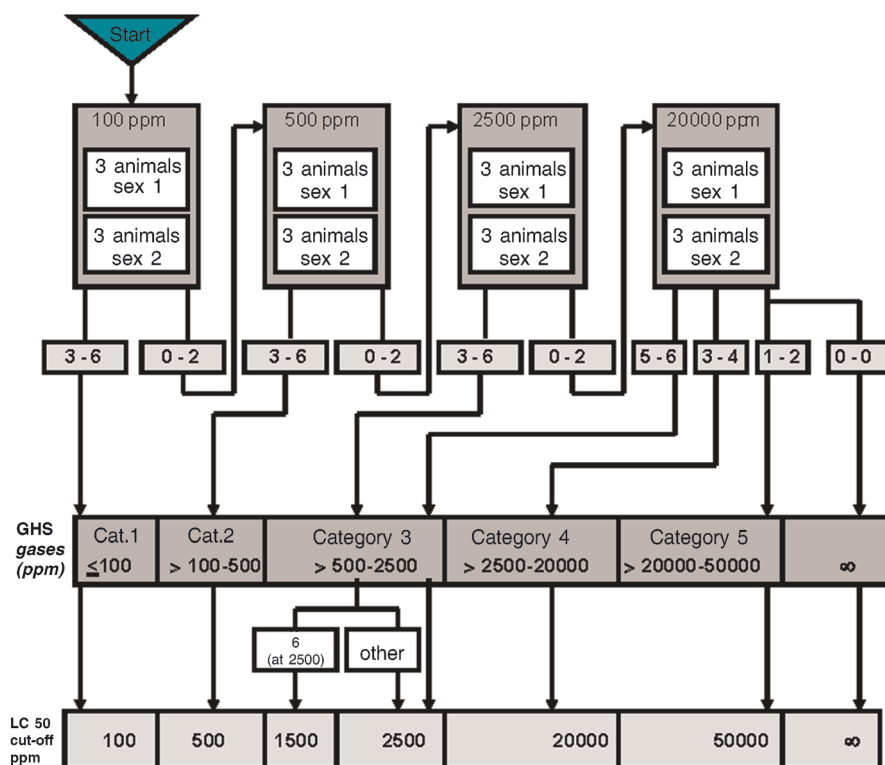 Start
100 ppm
3 animals
sex 1
3 animals
sex 2
500 ppm
3 animals
sex 1
3 animals
sex 2
2500 ppm
3 animals
sex 1
3 animals
sex 2
20000 ppm
3 animals
sex 1
3 animals
sex 2
3 - 6
0 - 2
3 - 6
0 - 2
3 - 6
0 - 2
5 - 6
3 - 4
1 - 2
0 - 0
GHS
gases
(ppm)
Cat.1
≤100
Cat.2
> 100-500
Category 3
> 500-2500
Category 4
> 2500-20000
Category 5
> 20000-50000
∞
6
(at 2500)
other
LC 50
cut-off
ppm
100
500
1500
2500
20000
50000
∞